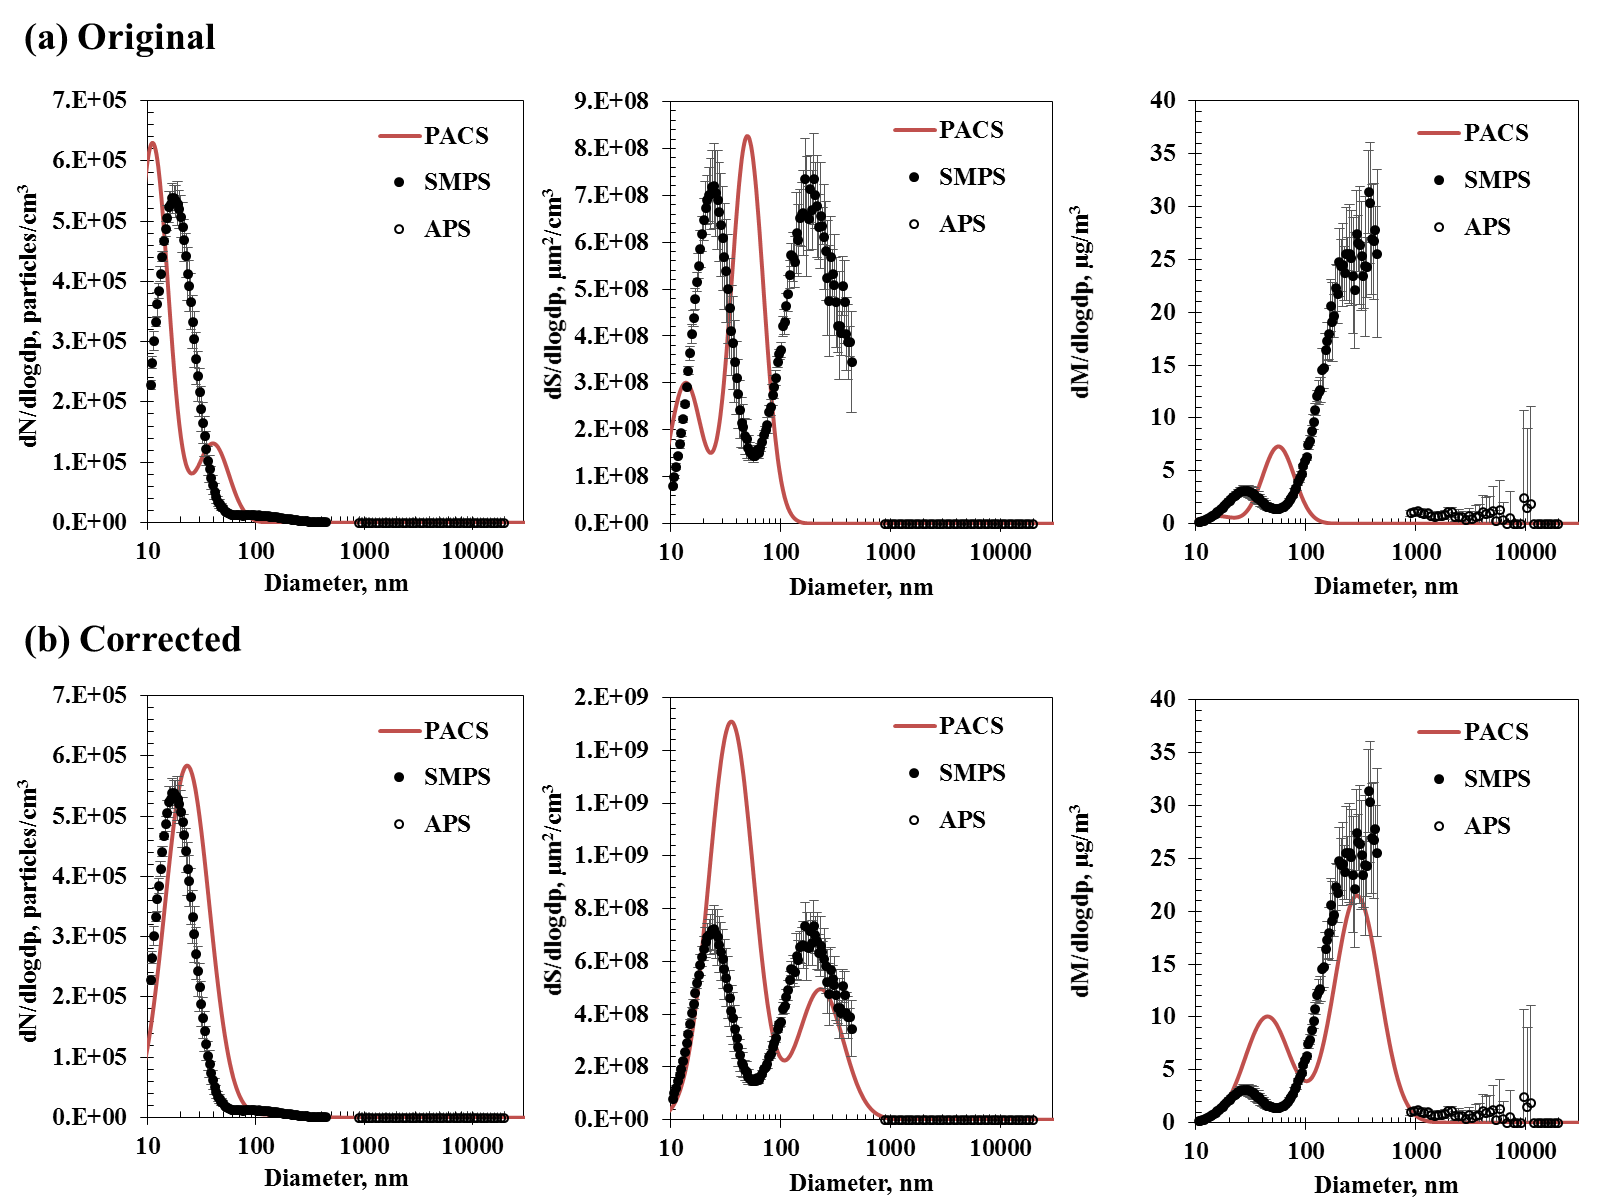 (a) Original
7.E+05
6.E+05
5.E+05
4.E+05
3.E+05
2.E+05
1.E+05
0.E+00
dN/dlogdp, particles/cm³
10 100 1000 10000
Diameter, nm
PACS
SMPS
APS
9.E+08
8.E+08
7.E+08
6.E+08
5.E+08
4.E+08
3.E+08
2.E+08
1.E+08
0.E+00
dS/dlogdp, µm²/cm³
10 100 1000 10000
Diameter, nm
PACS
SMPS
APS
40
35
30
25
20
15
10
5
0
dM/dlogdp, µg/m³
10 100 1000 10000
Diameter, nm
PACS
SMPS
APS
(b) Corrected
7.E+05
6.E+05
5.E+05
4.E+05
3.E+05
2.E+05
1.E+05
0.E+00
dN/dlogdp, particles/cm³
10 100 1000 10000
Diameter, nm
PACS
SMPS
APS
2.E+09
1.E+09
1.E+09
1.E+09
8.E+08
6.E+08
4.E+08
2.E+08
0.E+00
dS/dlogdp, µm²/cm³
10 100 1000 10000
Diameter, nm
PACS
SMPS
APS
40
35
30
25
20
15
10
5
0
dM/dlogdp, µg/m³
10 100 1000 10000
Diameter, nm
PACS
SMPS
APS